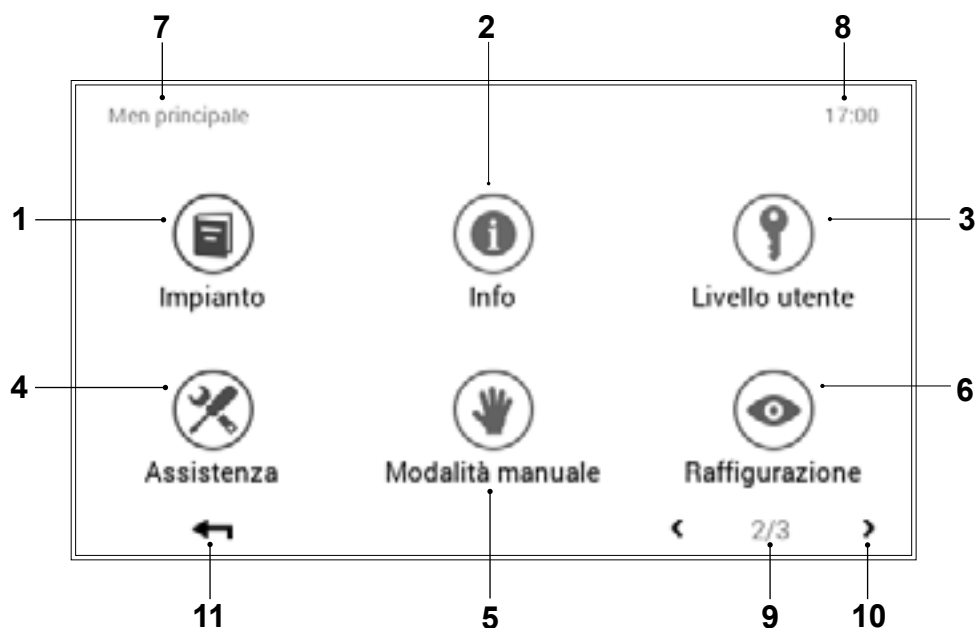 7 2 8
Men principale 17:00
1 3
Impianto Info Livello utente
4 6
Assistenza Modalità manuale Raffigurazione
‹ 2/3 ›
11 5 9 10